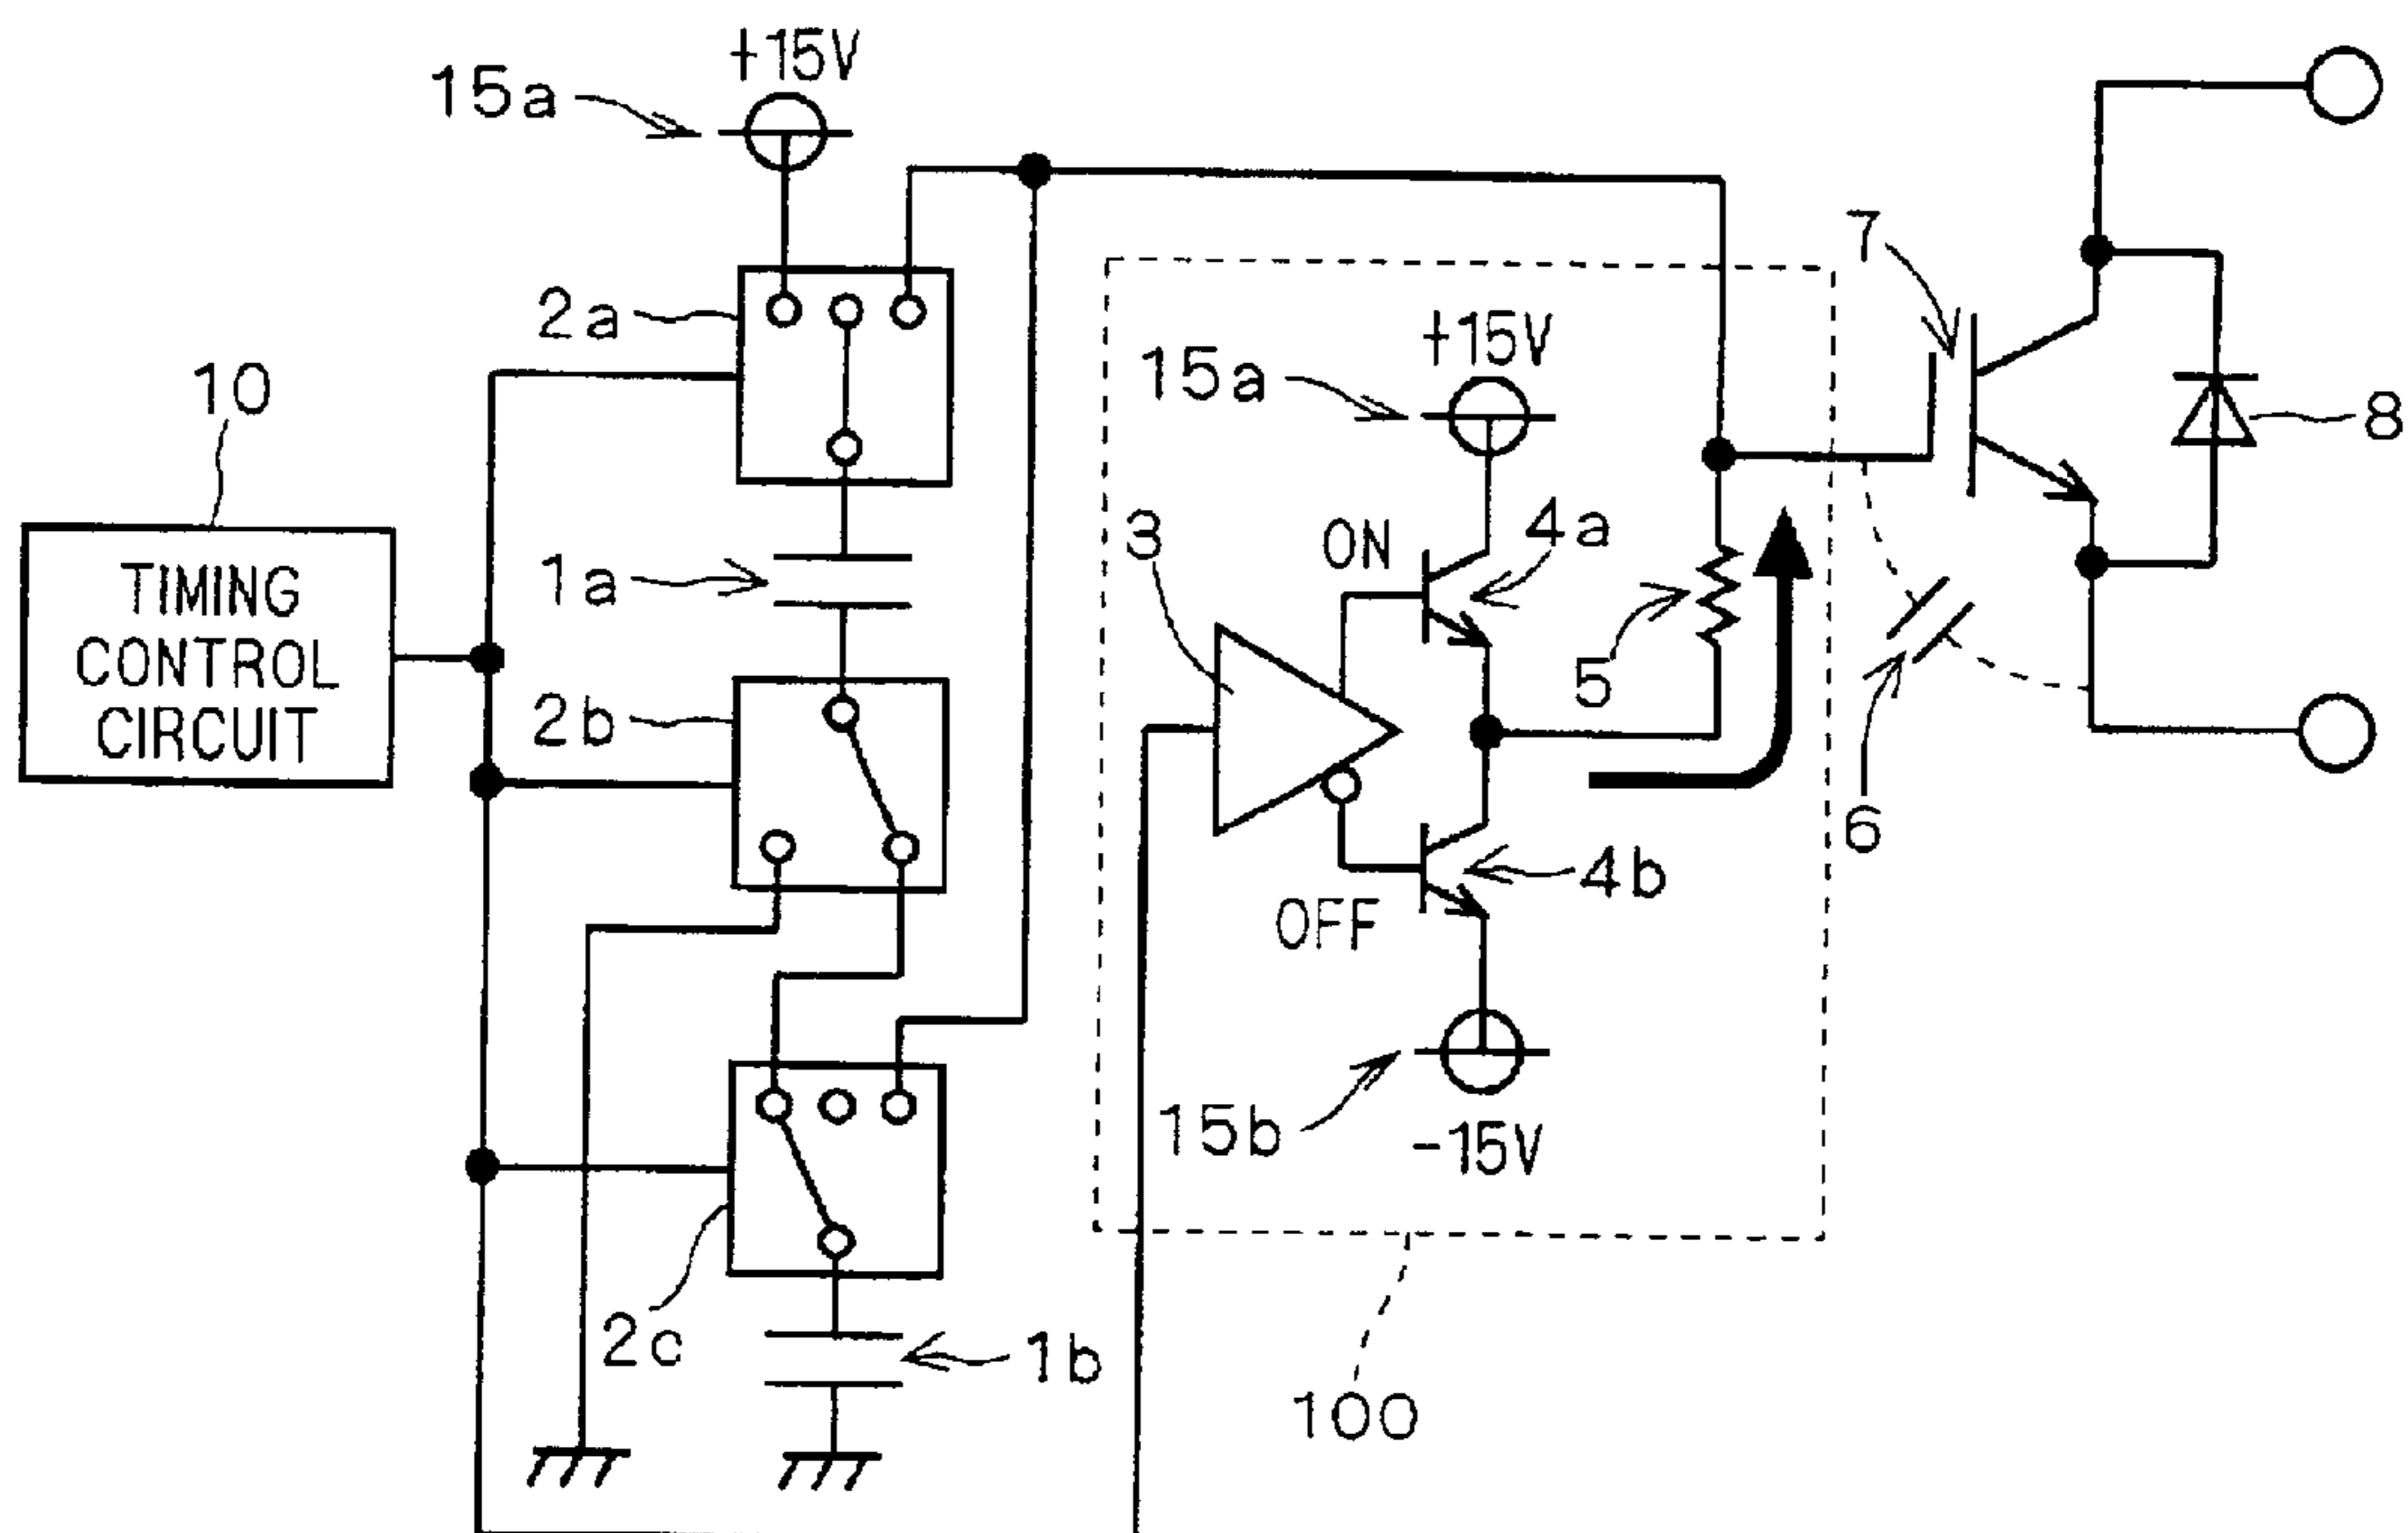 +15V
15a
2a
10
TIMING
CONTROL
CIRCUIT
1a
2b
2c
1b
7
+15V
15a
8
3
ON
4a
5
6
4b
OFF
15b
-15V
100